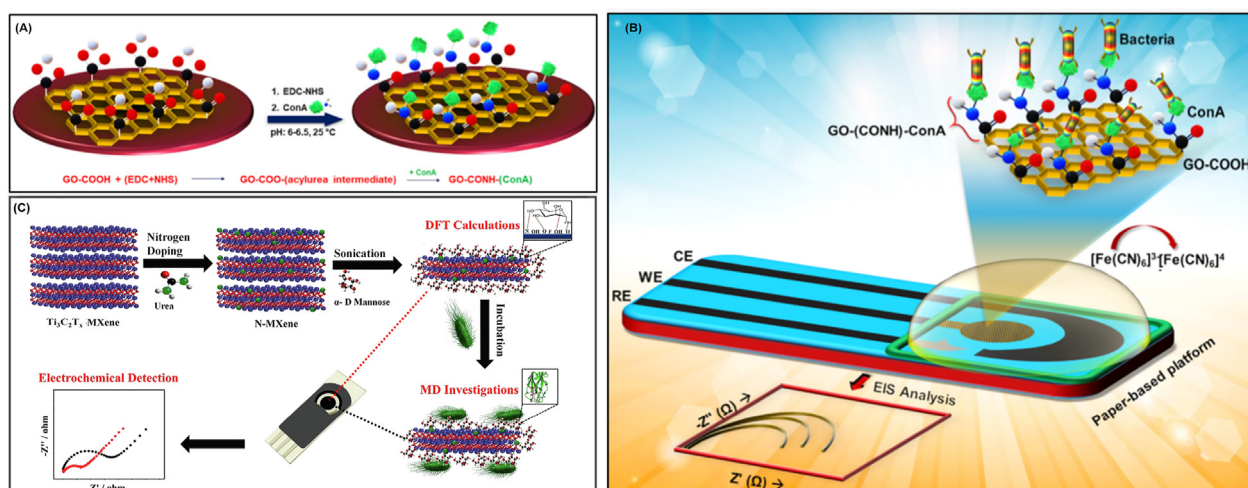 (A)
1. EDC-NHS
2. ConA
pH: 6-6.5, 25 °C
GO-COOH + (EDC+NHS) → GO-COO-(acylurea intermediate) + ConA → GO-CONH-(ConA)
(B)
Bacteria
ConA
GO-(CONH)-ConA
GO-COOH
[Fe(CN)6]3- [Fe(CN)6]4-
CE
WE
RE
Paper-based platform
EIS Analysis
-Z'' (Ω) →
Z' (Ω) →
(C)
Nitrogen
Doping
Urea
Ti3C2Tx MXene
N-MXene
Sonication
α- D Mannose
DFT Calculations
Incubation
MD Investigations
Electrochemical Detection
-Z'' / ohm
Z' / ohm